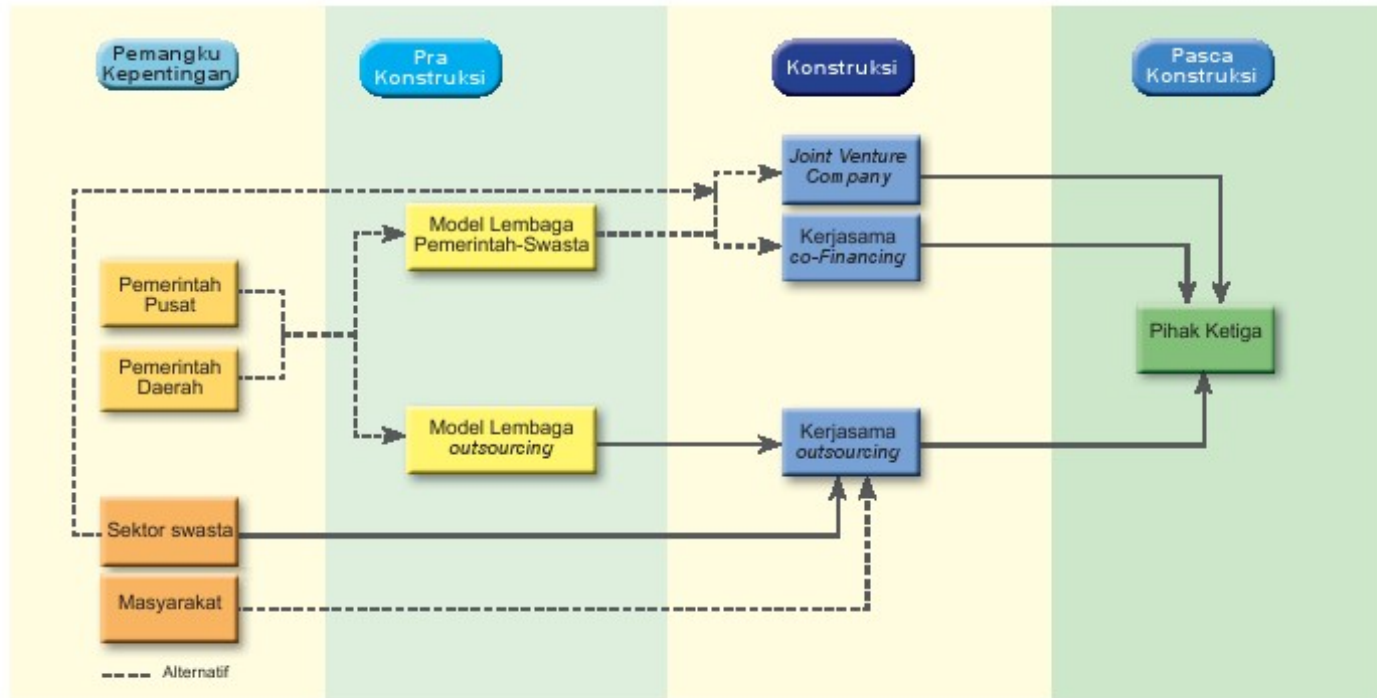 Pemangku
Kepentingan
Pra
Konstruksi
Konstruksi
Pasca
Konstruksi
Joint Venture
Company
Model Lembaga
Pemerintah-Swasta
Kerjasama
co-Financing
Pemerintah
Pusat
Pihak Ketiga
Pemerintah
Daerah
Model Lembaga
outsourcing
Kerjasama
outsourcing
Sektor swasta
Masyarakat
Alternatif